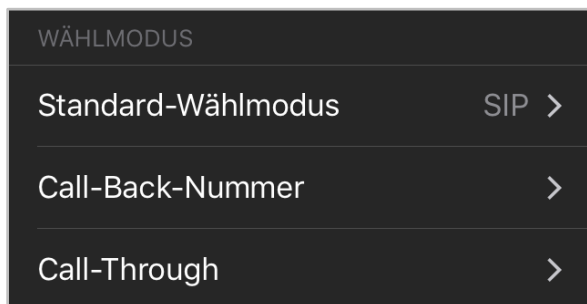 WÄHLMODUS
Standard-Wählmodus SIP
Call-Back-Nummer
Call-Through